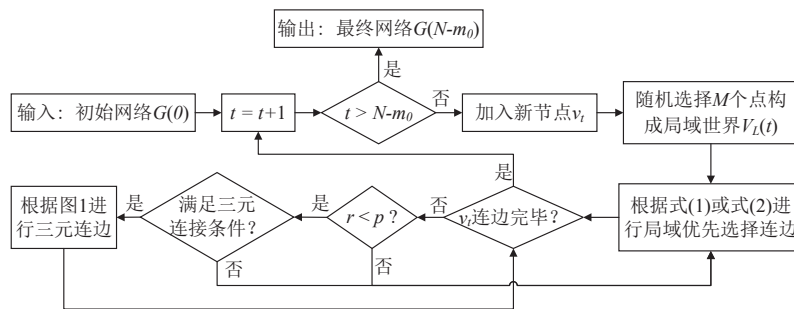 输出：最终网络G(N-m0)
是
否
输入：初始网络G(0)
t = t+1
t > N-m0
加入新节点vt
随机选择M个点构
成局域世界VL(t)
是
是
满足三元
连接条件？
是
r < p ?
否
vt连边完毕？
根据图1进
行三元连边
根据式(1)或式(2)进
行局域优先选择连边
否
否